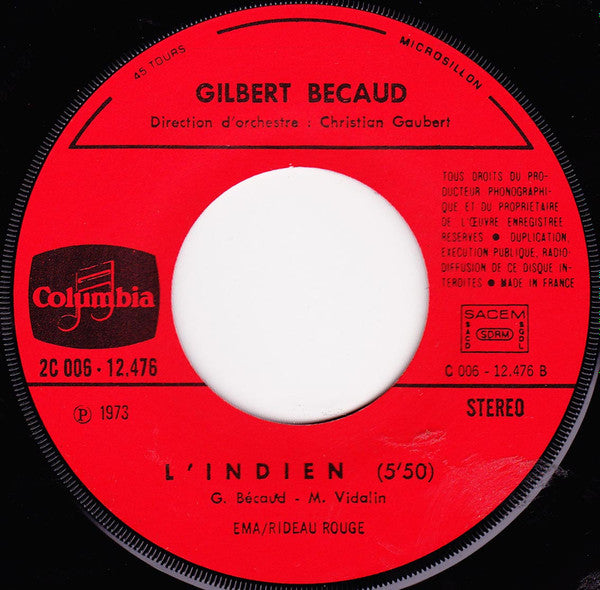 45 TOURS
MICROSILLON
GILBERT BECAUD
Direction d'orchestre : Christian Gaubert
TOUS DROITS DU PRO-
DUCTEUR PHONOGRAPHI-
QUE ET DU PROPRIETAIRE
DE L'ŒUVRE ENREGISTREE
RESERVES ● DUPLICATION,
EXECUTION PUBLIQUE, RADIO-
DIFFUSION DE CE DISQUE IN-
TERDITES ● MADE IN FRANCE
Columbia
2C 006 • 12,476
SACEM
SACD
SDRM
SGDL
C 006 - 12,476 B
℗ 1973
STEREO
L'INDIEN (5'50)
G. Bécaud - M. Vidalin
EMA/RIDEAU ROUGE